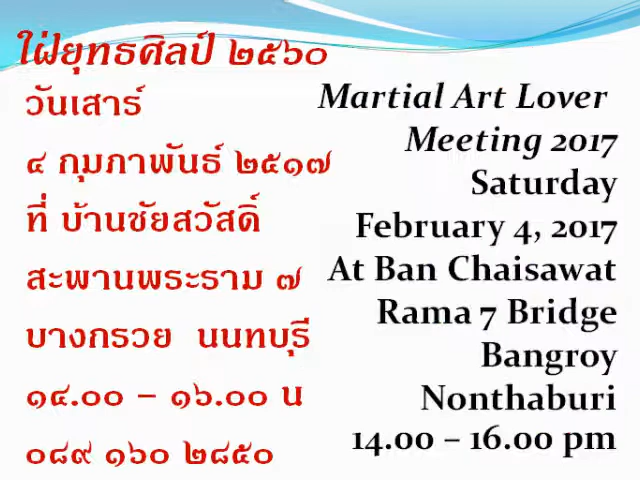 ใฝ่ยุทธศิลป์ ๒๕๖๐
วันเสาร์
๔ กุมภาพันธ์ ๒๕๑๗
ที่ บ้านชัยสวัสดิ์
สะพานพระราม ๗
บางกรวย นนทบุรี
๑๔.๐๐ – ๑๖.๐๐ น
๐๘๙ ๑๖๐ ๒๘๕๐
Martial Art Lover
Meeting 2017
Saturday
February 4, 2017
At Ban Chaisawat
Rama 7 Bridge
Bangroy
Nonthaburi
14.00 – 16.00 pm